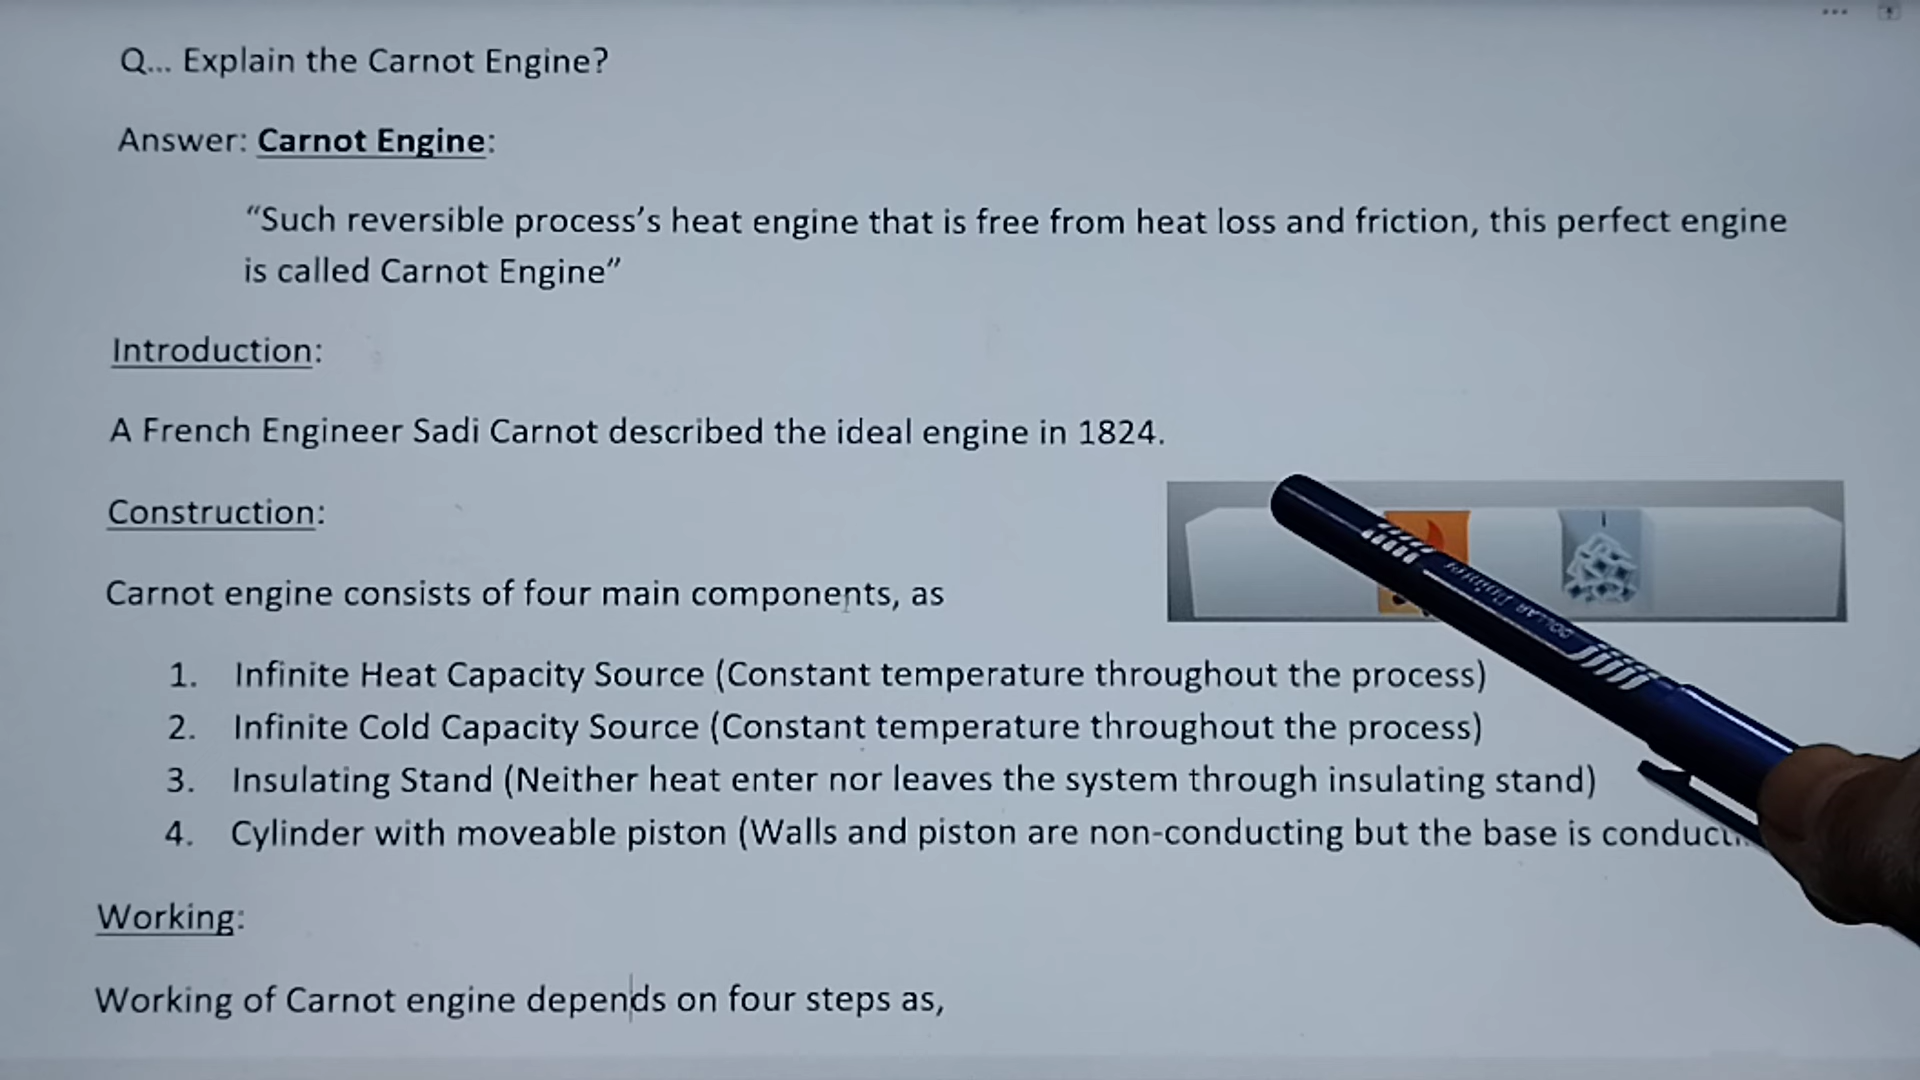 Q... Explain the Carnot Engine?
Answer: Carnot Engine:
“Such reversible process’s heat engine that is free from heat loss and friction, this perfect engine
is called Carnot Engine”
Introduction:
A French Engineer Sadi Carnot described the ideal engine in 1824.
Construction:
Carnot engine consists of four main components, as
1. Infinite Heat Capacity Source (Constant temperature throughout the process)
2. Infinite Cold Capacity Source (Constant temperature throughout the process)
3. Insulating Stand (Neither heat enter nor leaves the system through insulating stand)
4. Cylinder with moveable piston (Walls and piston are non-conducting but the base is
Working:
Working of Carnot engine depends on four steps as,
DOLLAR Pointer